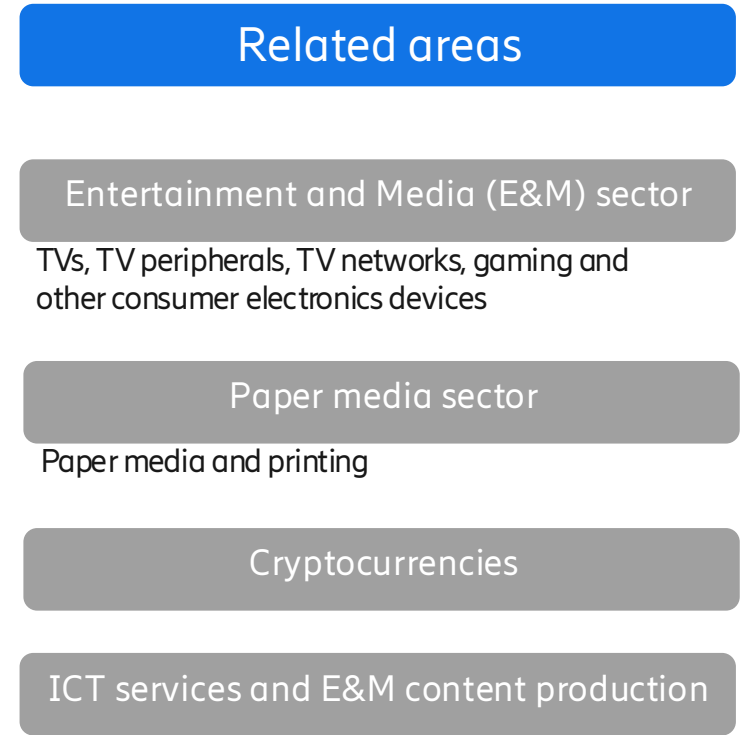 Related areas
Entertainment and Media (E&M) sector
TVs, TV peripherals, TV networks, gaming and
other consumer electronics devices
Paper media sector
Paper media and printing
Cryptocurrencies
ICT services and E&M content production